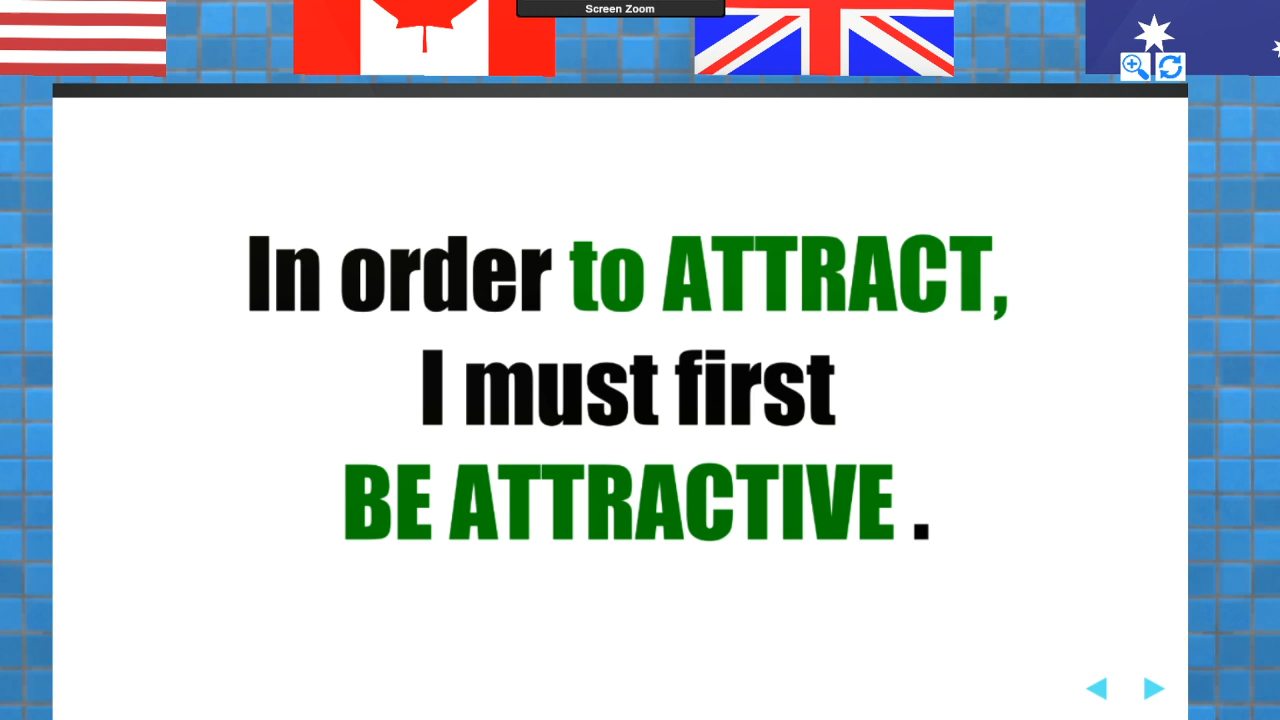 Screen Zoom
In order to ATTRACT,
I must first
BE ATTRACTIVE .